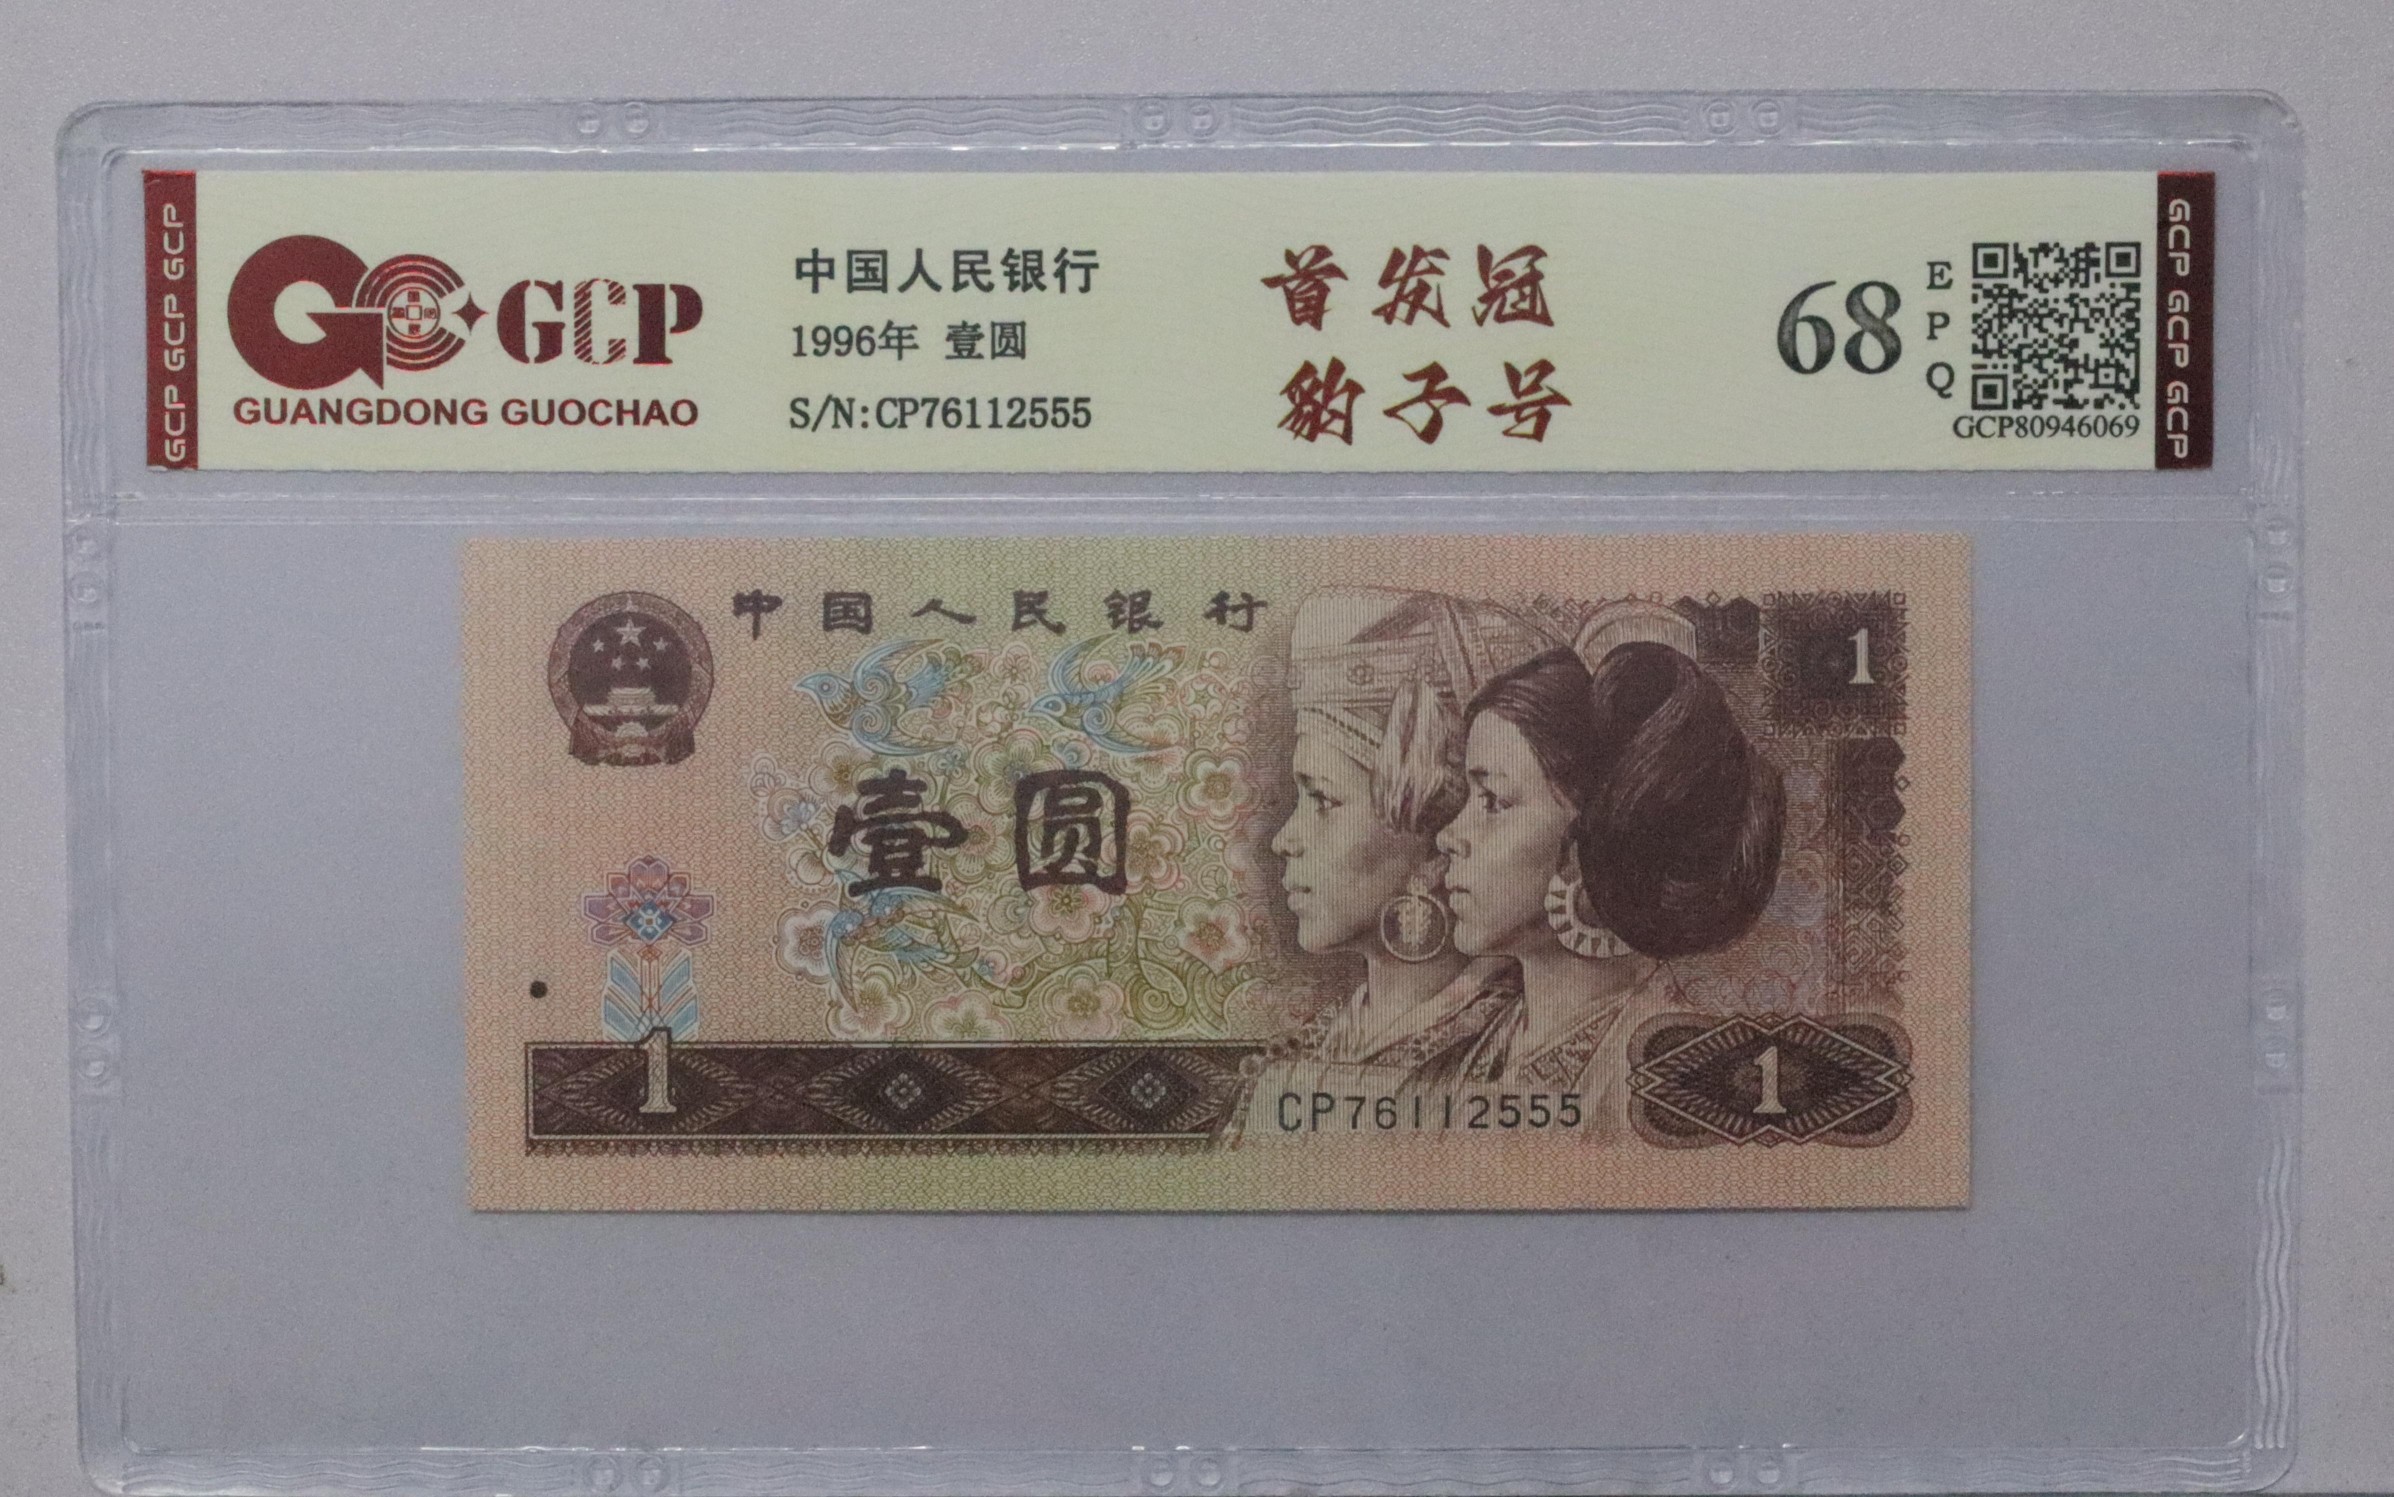 GCP GCP GCP
GCP
GUANGDONG GUOCHAO
中国人民银行
1996年 壹圆
S/N:CP76112555
首发冠
豹子号
68
E
P
Q
GCP80946069
GCP GCP GCP
中国人民银行
1
壹圆
1
CP76112555
1